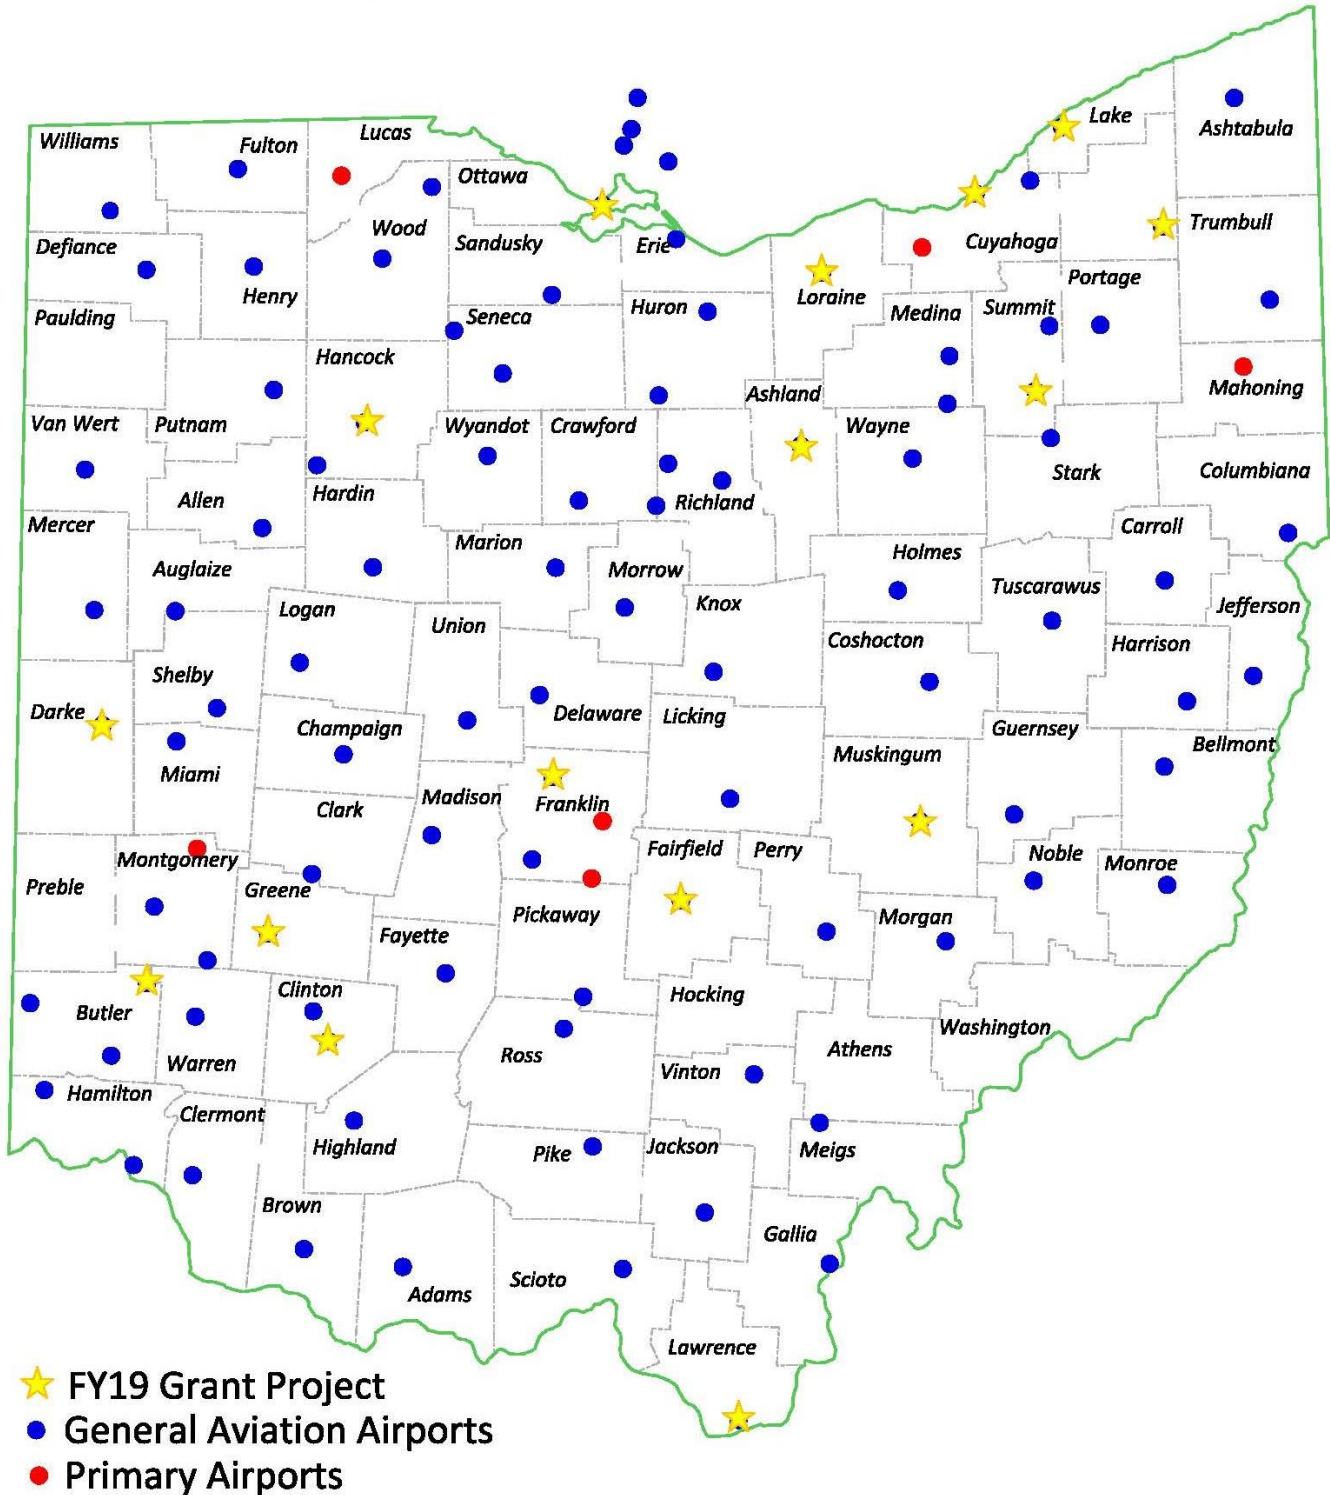 Lake
Ashtabula
Williams
Fulton
Lucas
Ottawa
Wood
Defiance
Sandusky
Erie
Cuyahoga
Trumbull
Henry
Loraine
Portage
Paulding
Seneca
Huron
Medina
Summit
Hancock
Ashland
Mahoning
Van Wert
Putnam
Wyandot
Crawford
Wayne
Stark
Columbiana
Allen
Hardin
Richland
Mercer
Carroll
Auglaize
Marion
Morrow
Holmes
Tuscarawus
Jefferson
Logan
Union
Knox
Coshocton
Harrison
Shelby
Darke
Champaign
Delaware
Licking
Guernsey
Bellmont
Miami
Muskingum
Clark
Madison
Franklin
Montgomery
Fairfield
Perry
Noble
Monroe
Preble
Greene
Pickaway
Morgan
Fayette
Clinton
Hocking
Butler
Washington
Warren
Ross
Vinton
Athens
Hamilton
Clermont
Highland
Pike
Jackson
Meigs
Brown
Gallia
Adams
Scioto
Lawrence
FY19 Grant Project
General Aviation Airports
Primary Airports